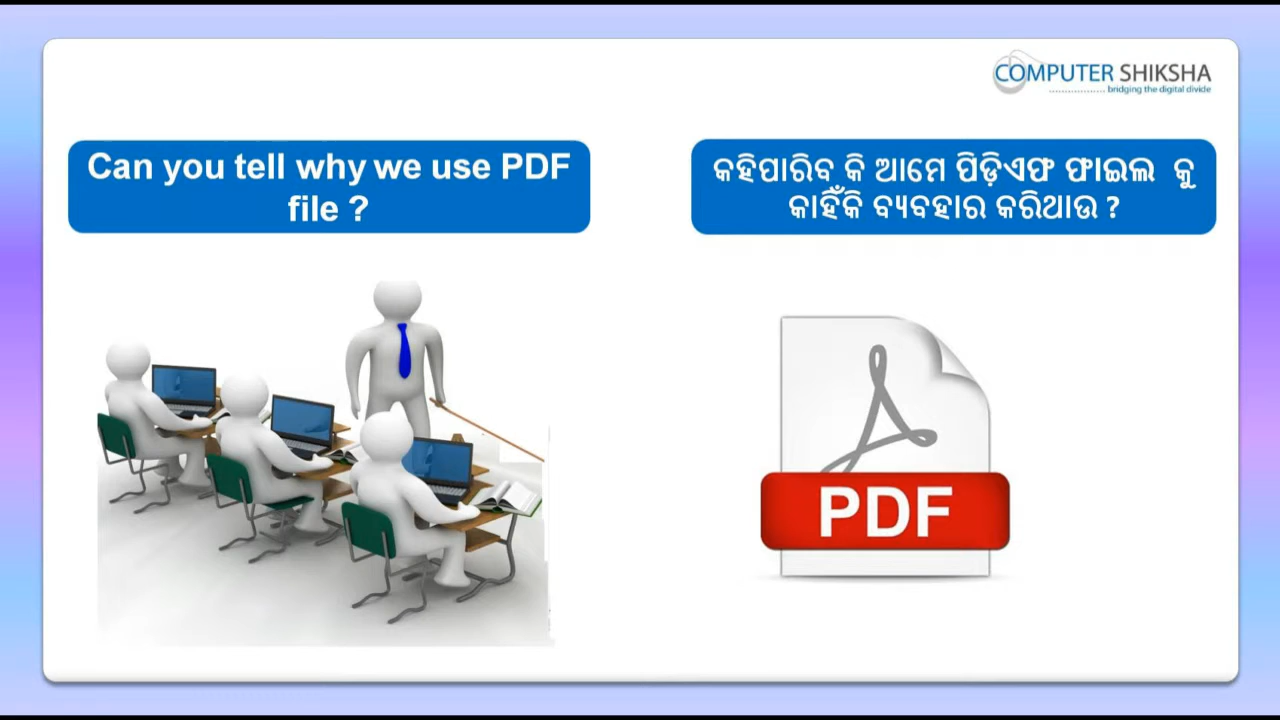 COMPUTER SHIKSHA
bridging the digital divide
Can you tell why we use PDF
file ?
କହିପାରିବ କି ଆମେ ପିଡ଼ିଏଫ ଫାଇଲ କୁ
କାହିଁକି ବ୍ୟବହାର କରିଥାଉ ?
PDF